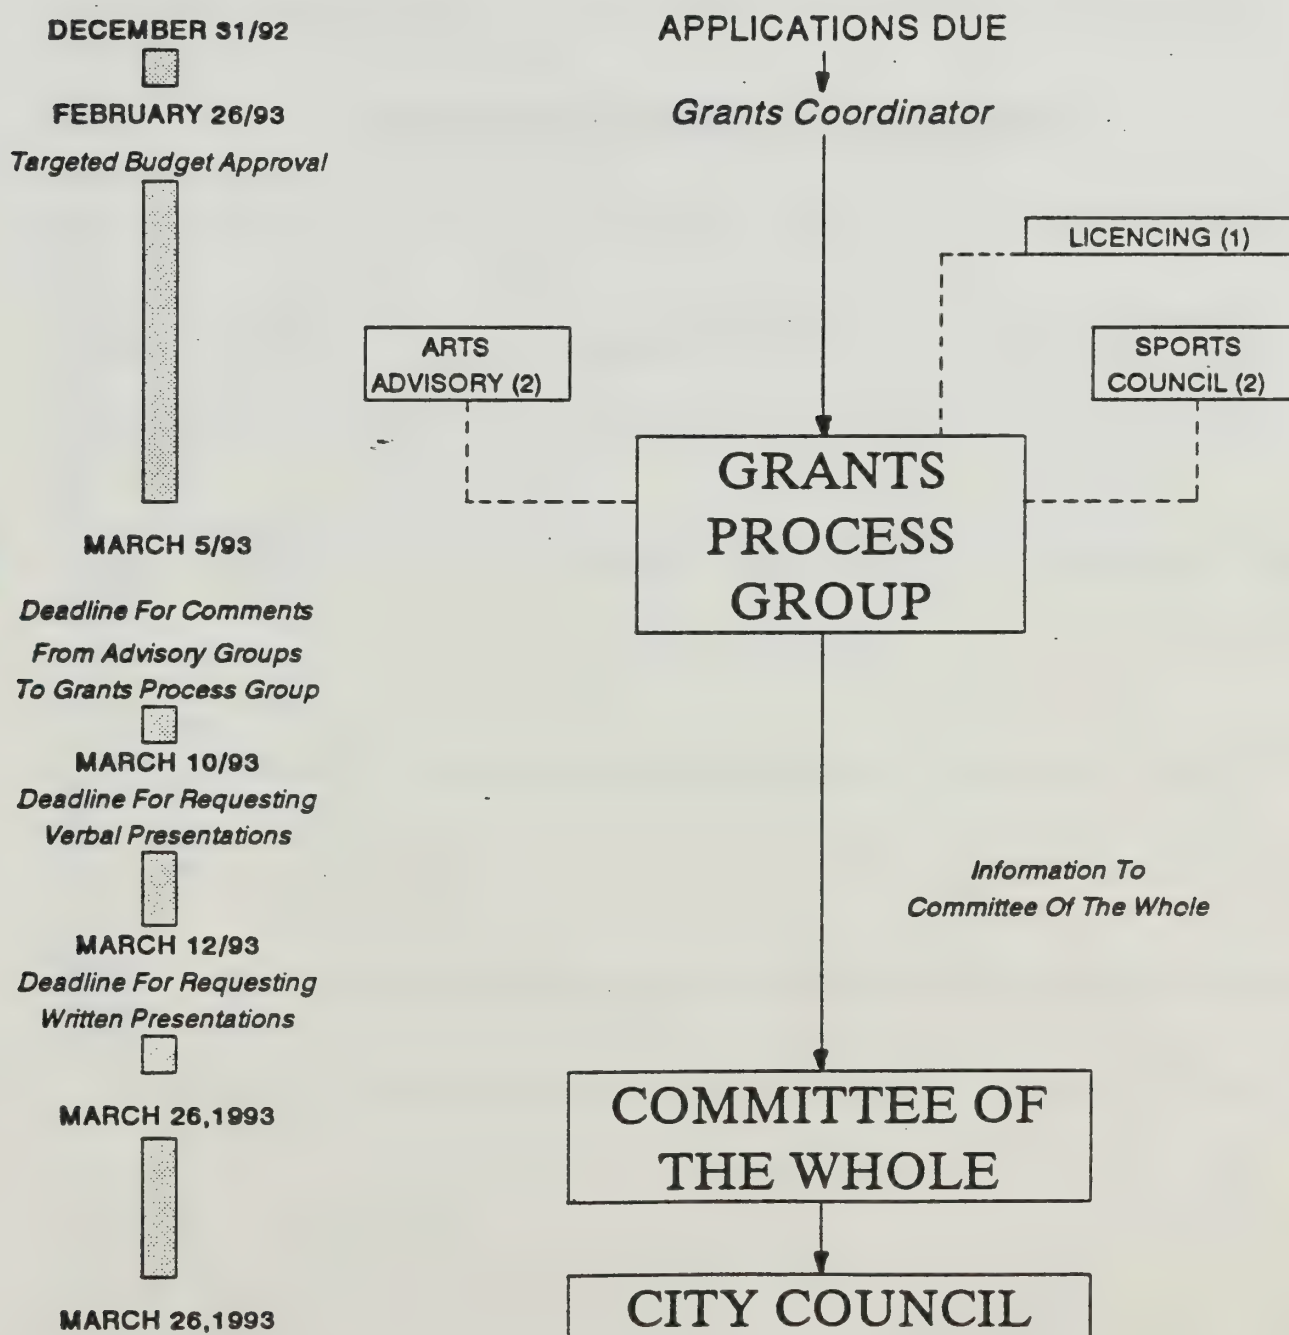 DECEMBER 31/92
FEBRUARY 26/93
Targeted Budget Approval
MARCH 5/93
Deadline For Comments
From Advisory Groups
To Grants Process Group
MARCH 10/93
Deadline For Requesting
Verbal Presentations
MARCH 12/93
Deadline For Requesting
Written Presentations
MARCH 26,1993
MARCH 26,1993
APPLICATIONS DUE
Grants Coordinator
LICENCING (1)
ARTS
ADVISORY (2)
SPORTS
COUNCIL (2)
GRANTS
PROCESS
GROUP
Information To
Committee Of The Whole
COMMITTEE OF
THE WHOLE
CITY COUNCIL